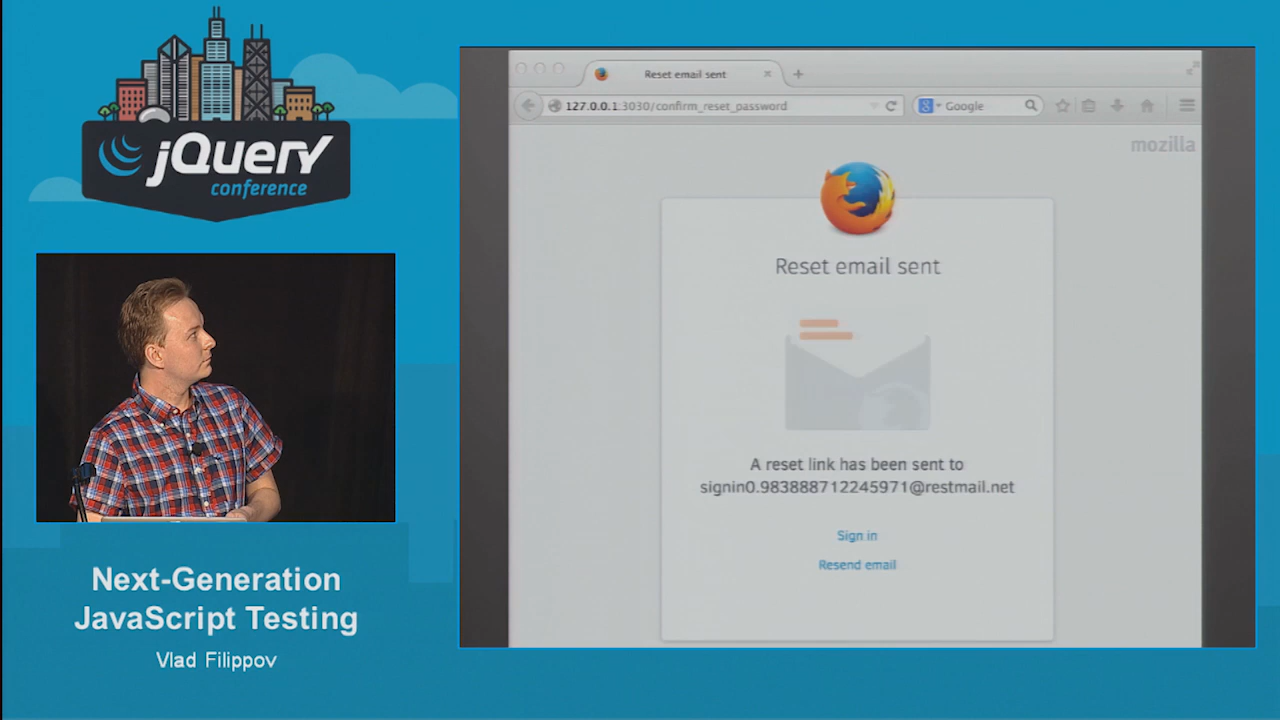 jQuery
conference
Next-Generation
JavaScript Testing
Vlad Filippov
Reset email sent
127.0.0.1:3030/confirm_reset_password
Google
mozilla
Reset email sent
A reset link has been sent to
signin0.983888712245971@restmail.net
Sign in
Resend email